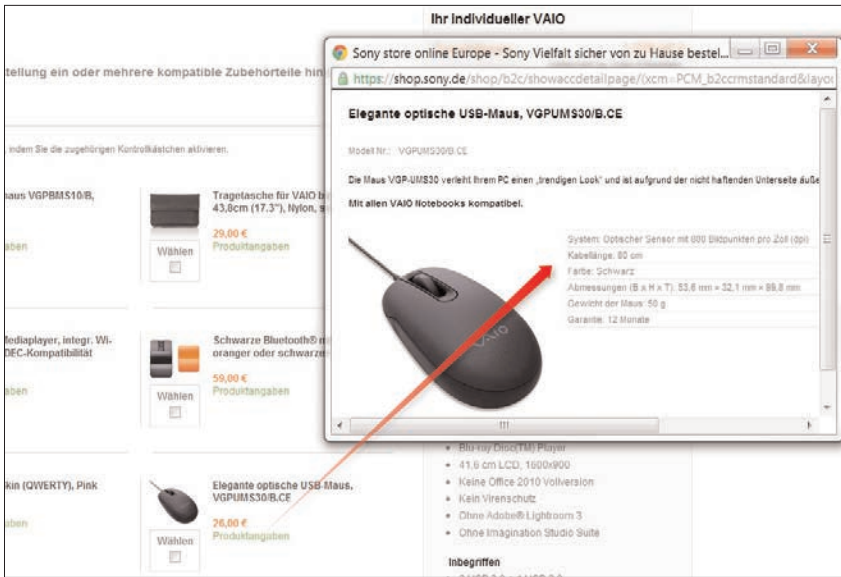 Ihr individueller VAIO
tellung ein oder mehrere kompatible Zubehörteile hin
, indem Sie die zugehörigen Kontrollkästchen aktivieren.
aus VGPBMS10/B,
aben
Wählen
Tragetasche für VAIO b
43,8cm (17.3"), Nylon, s
29,00 €
Produktangaben
Mediaplayer, integr. Wi-
DEC-Kompatibilität
aben
Wählen
Schwarze Bluetooth® m
oranger oder schwarze
59,00 €
Produktangaben
kin (QWERTY), Pink
aben
Wählen
Elegante optische USB-Maus,
VGPUMS30/B.CE
26,00 €
Produktangaben
Sony store online Europe - Sony Vielfalt sicher von zu Hause bestel...
https://shop.sony.de/shop/b2c/showaccdetailpage/(xcm=PCM_b2ccrmstandard&layou
Elegante optische USB-Maus, VGPUMS30/B.CE
Modell Nr.: VGPUMS30/B.CE
Die Maus VGP-UMS30 verleiht Ihrem PC einen „trendigen Look“ und ist aufgrund der nicht haftenden Unterseite äuße
Mit allen VAIO Notebooks kompatibel.
VAIO
System: Optischer Sensor mit 800 Bildpunkten pro Zoll (dpi)
Kabellänge: 80 cm
Farbe: Schwarz
Abmessungen (B x H x T): 53,6 mm × 32,1 mm × 99,8 mm
Gewicht der Maus: 50 g
Garantie: 12 Monate
Blu-ray Disc(TM) Player
41,6 cm LCD, 1600x900
Keine Office 2010 Vollversion
Kein Virenschutz
Ohne Adobe® Lightroom 3
Ohne Imagination Studio Suite
Inbegriffen